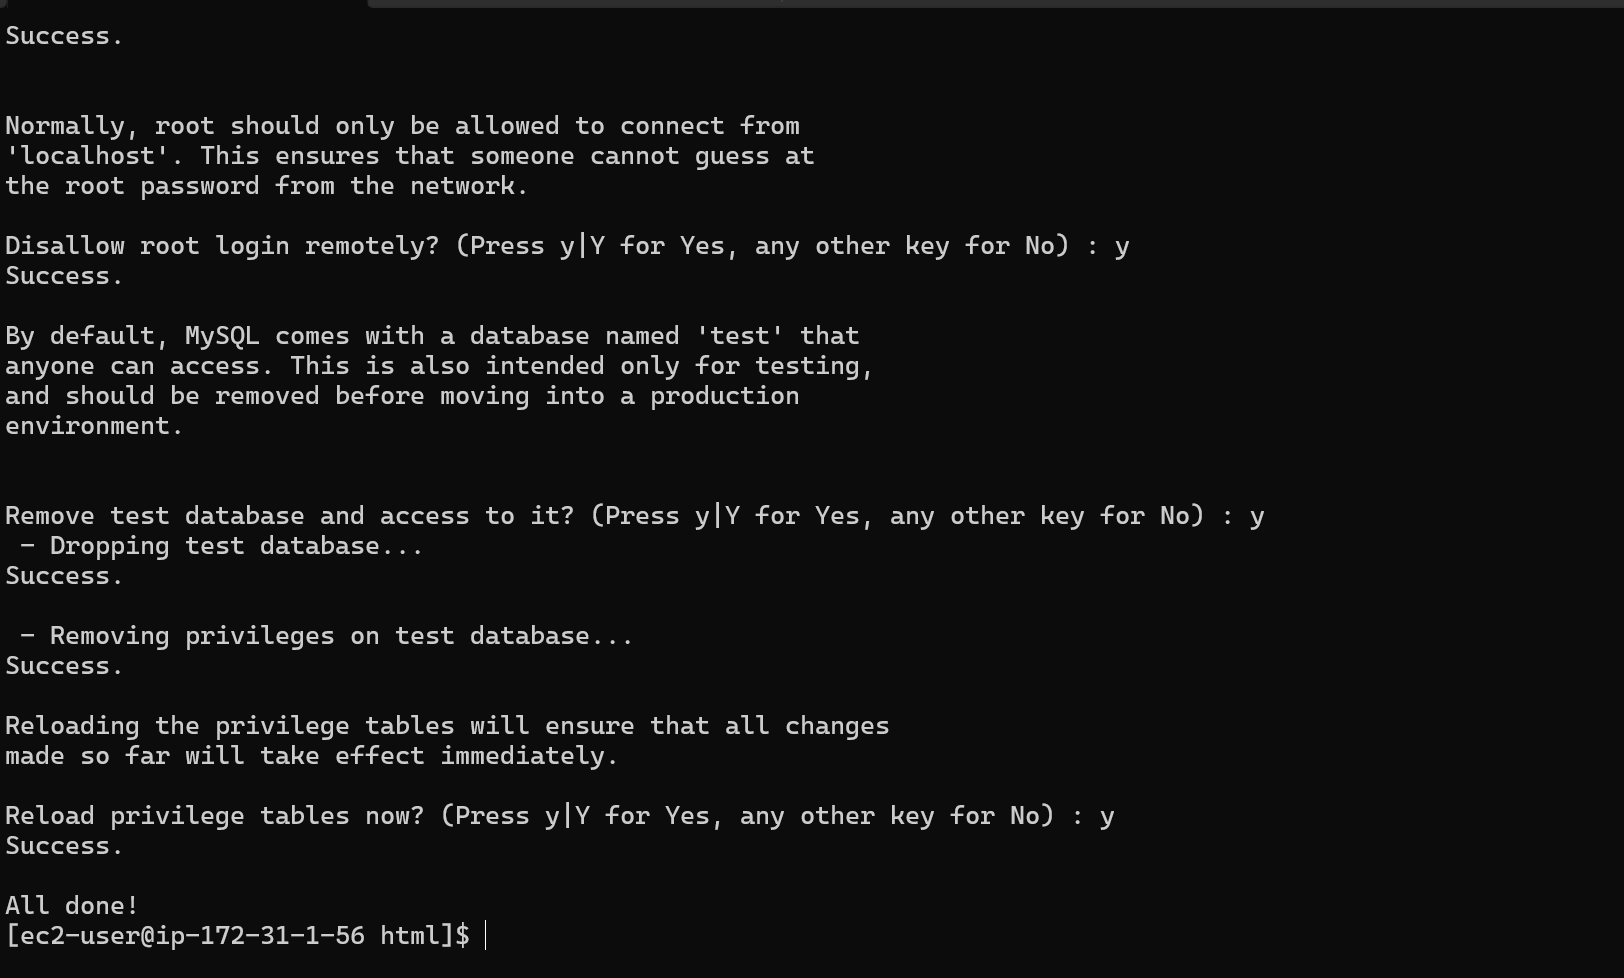 Success.
Normally, root should only be allowed to connect from
'localhost'. This ensures that someone cannot guess at
the root password from the network.
Disallow root login remotely? (Press y|Y for Yes, any other key for No) : y
Success.
By default, MySQL comes with a database named 'test' that
anyone can access. This is also intended only for testing,
and should be removed before moving into a production
environment.
Remove test database and access to it? (Press y|Y for Yes, any other key for No) : y
 - Dropping test database...
Success.
 - Removing privileges on test database...
Success.
Reloading the privilege tables will ensure that all changes
made so far will take effect immediately.
Reload privilege tables now? (Press y|Y for Yes, any other key for No) : y
Success.
All done!
[ec2-user@ip-172-31-1-56 html]$